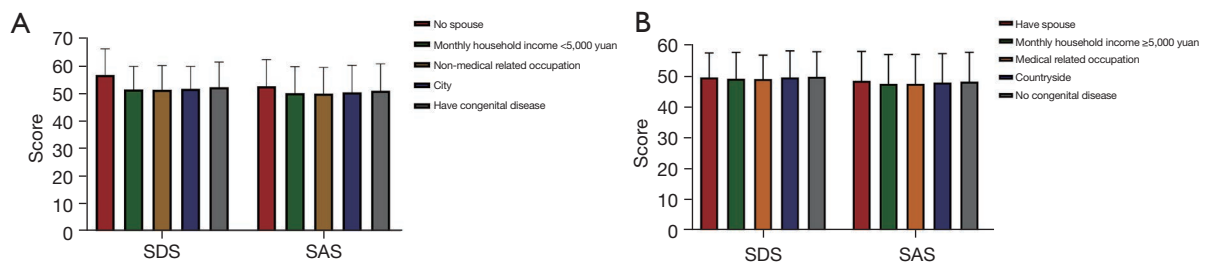 A
No spouse
Monthly household income <5,000 yuan
Non-medical related occupation
City
Have congenital disease
Score
70
60
50
40
30
20
10
0
SDS
SAS
B
Have spouse
Monthly household income ≥5,000 yuan
Medical related occupation
Countryside
No congenital disease
Score
60
50
40
30
20
10
0
SDS
SAS